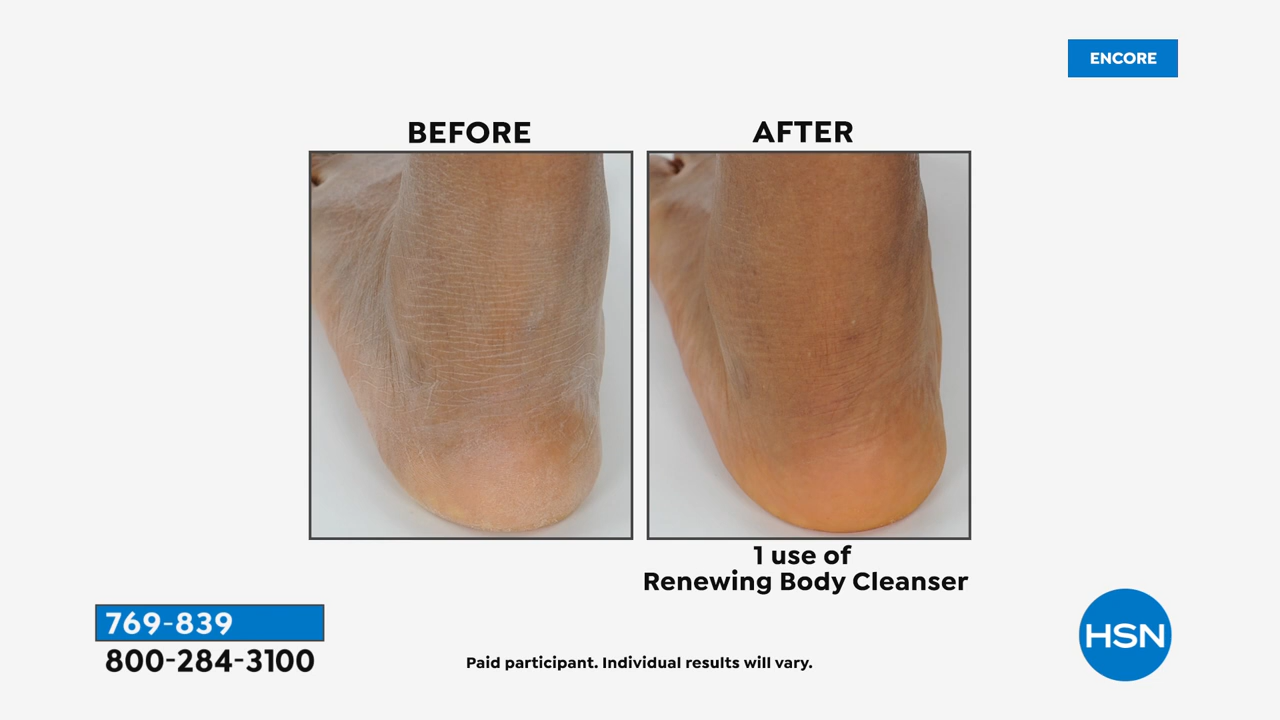 ENCORE
BEFORE
AFTER
1 use of
Renewing Body Cleanser
769-839
800-284-3100
Paid participant. Individual results will vary.
HSN